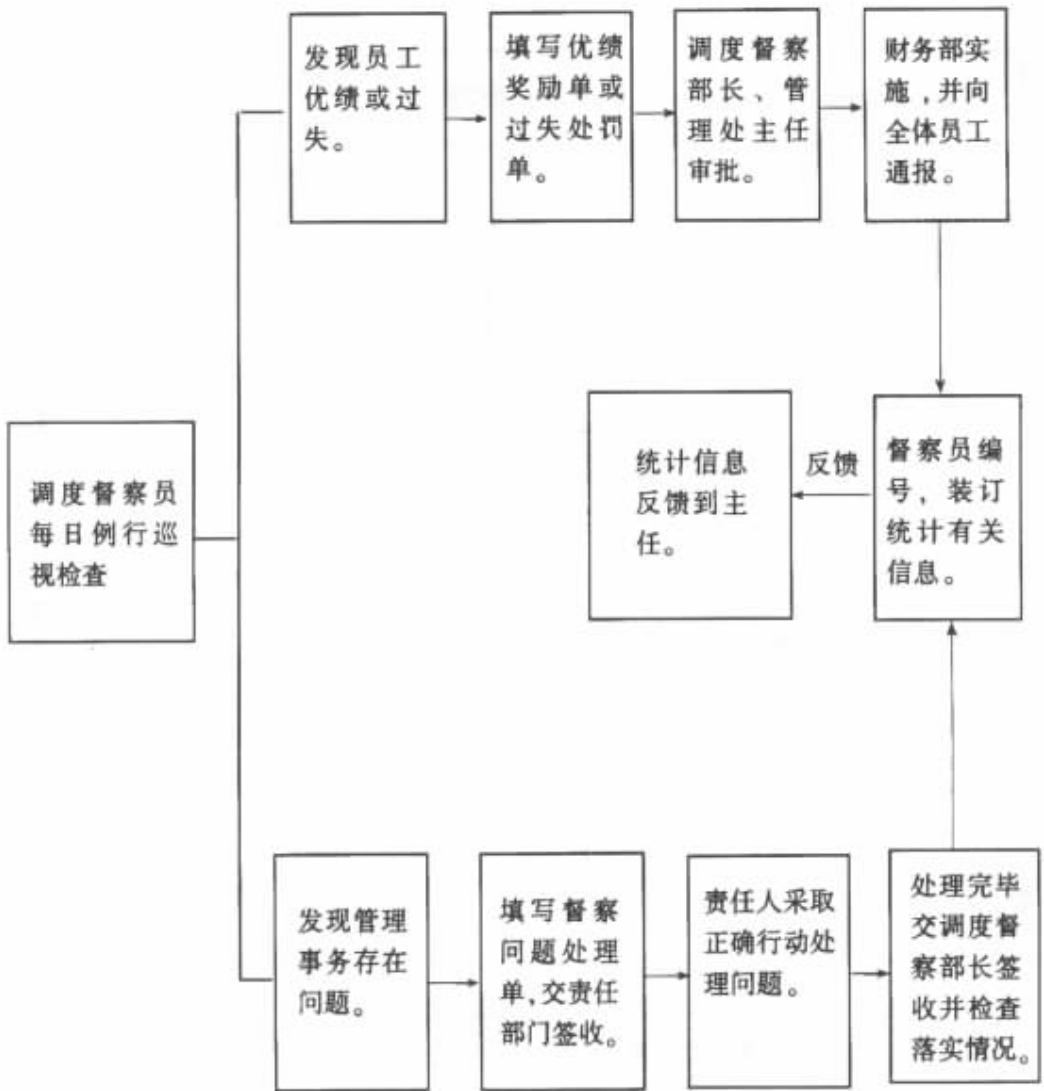 发现员工
优绩或过
失。
填写优绩
奖励单或
过失处罚
单。
调度督察
部长、管
理处主任
审批。
财务部实
施,并向
全体员工
通报。
调度督察员
每日例行巡
视检查
统计信息
反馈到主
任。
反馈
督察员编
号，装订
统计有关
信息。
发现管理
事务存在
问题。
填写督察
问题处理
单,交责任
部门签收。
责任人采取
正确行动处
理问题。
处理完毕
交调度督
察部长签
收并检查
落实情况。